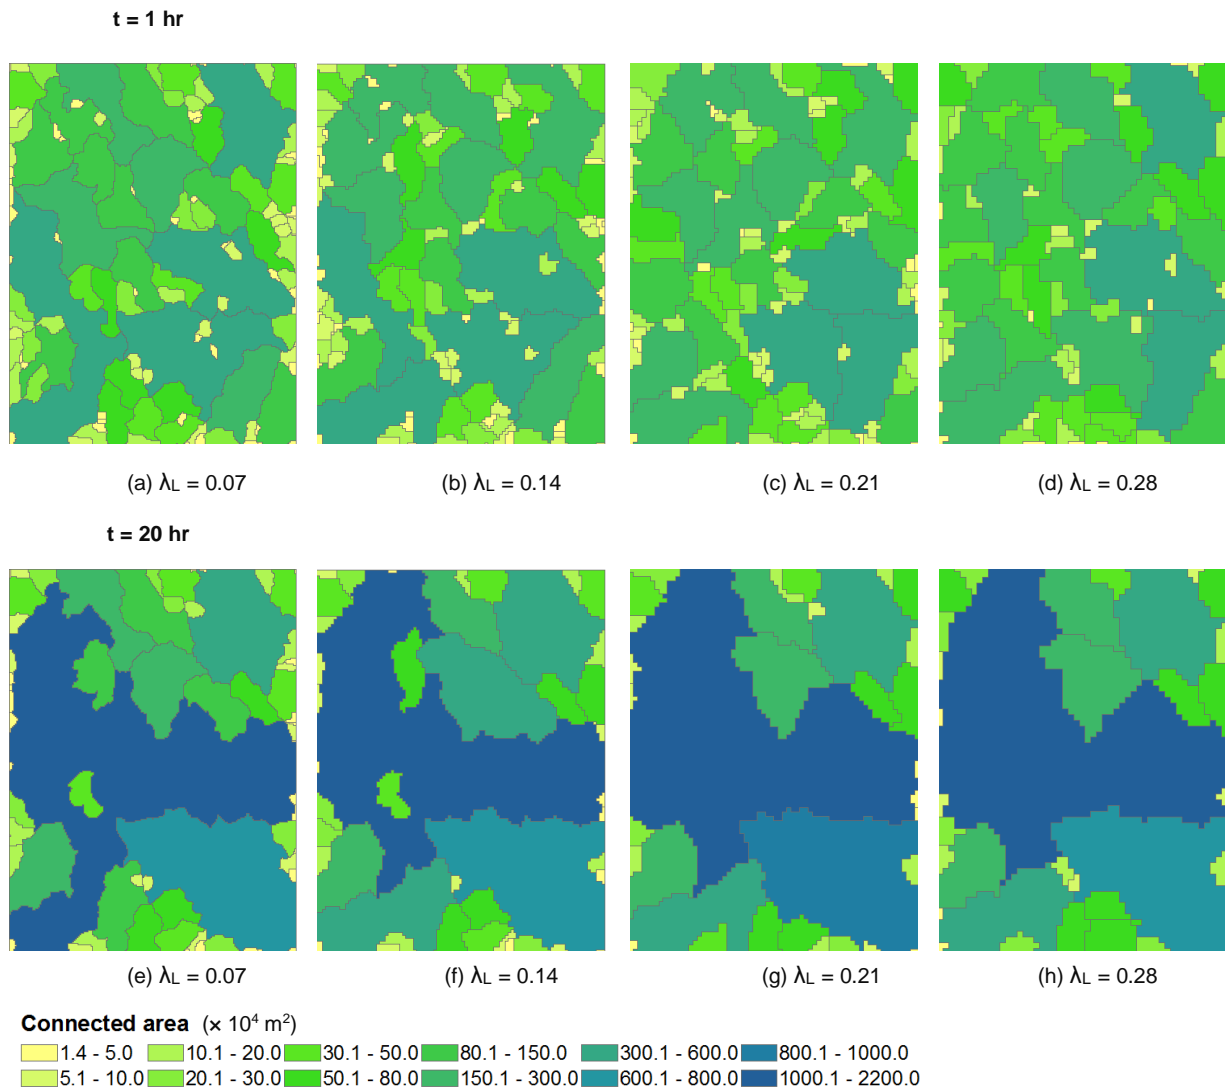 t = 1 hr
(a) λL = 0.07 (b) λL = 0.14 (c) λL = 0.21 (d) λL = 0.28
t = 20 hr
(e) λL = 0.07 (f) λL = 0.14 (g) λL = 0.21 (h) λL = 0.28
Connected area (× 10⁴ m²)
1.4 - 5.0 10.1 - 20.0 30.1 - 50.0 80.1 - 150.0 300.1 - 600.0 800.1 - 1000.0
5.1 - 10.0 20.1 - 30.0 50.1 - 80.0 150.1 - 300.0 600.1 - 800.0 1000.1 - 2200.0